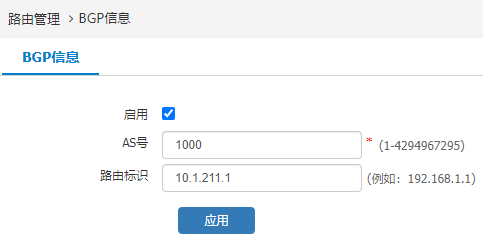 路由管理 > BGP信息
BGP信息
启用
AS号 1000 * (1-4294967295)
路由标识 10.1.211.1 (例如：192.168.1.1)
应用